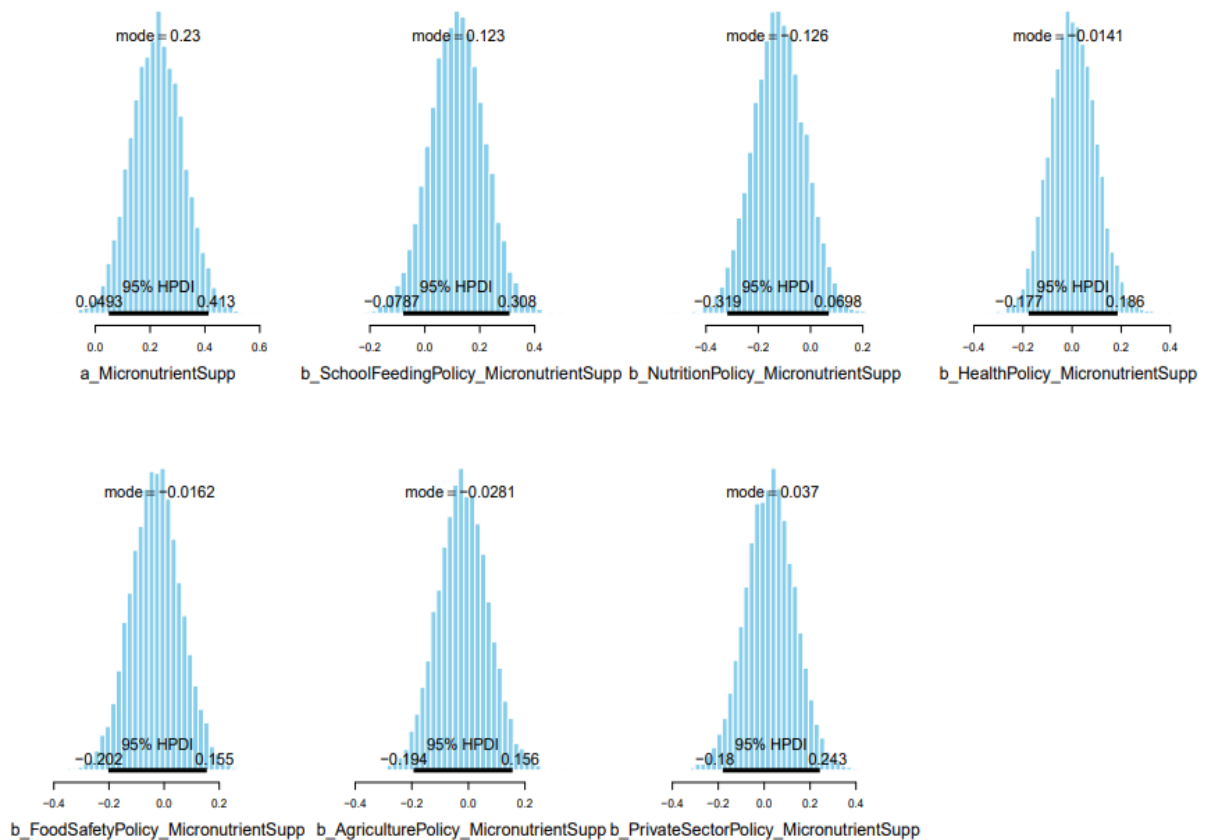 mode = 0.23
95% HPDI
0.0493 0.413
0.0 0.2 0.4 0.6
a_MicronutrientSupp
mode = 0.123
95% HPDI
−0.0787 0.308
−0.2 0.0 0.2 0.4
b_SchoolFeedingPolicy_MicronutrientSupp
mode = −0.126
95% HPDI
−0.319 0.0698
−0.4 −0.2 0.0 0.2
b_NutritionPolicy_MicronutrientSupp
mode = −0.0141
95% HPDI
−0.177 0.186
−0.4 −0.2 0.0 0.2 0.4
b_HealthPolicy_MicronutrientSupp
mode = −0.0162
95% HPDI
−0.202 0.155
−0.4 −0.2 0.0 0.2
b_FoodSafetyPolicy_MicronutrientSupp
mode = −0.0281
95% HPDI
−0.194 0.156
−0.4 −0.2 0.0 0.2
b_AgriculturePolicy_MicronutrientSupp
mode = 0.037
95% HPDI
−0.18 0.243
−0.4 −0.2 0.0 0.2 0.4
b_PrivateSectorPolicy_MicronutrientSupp